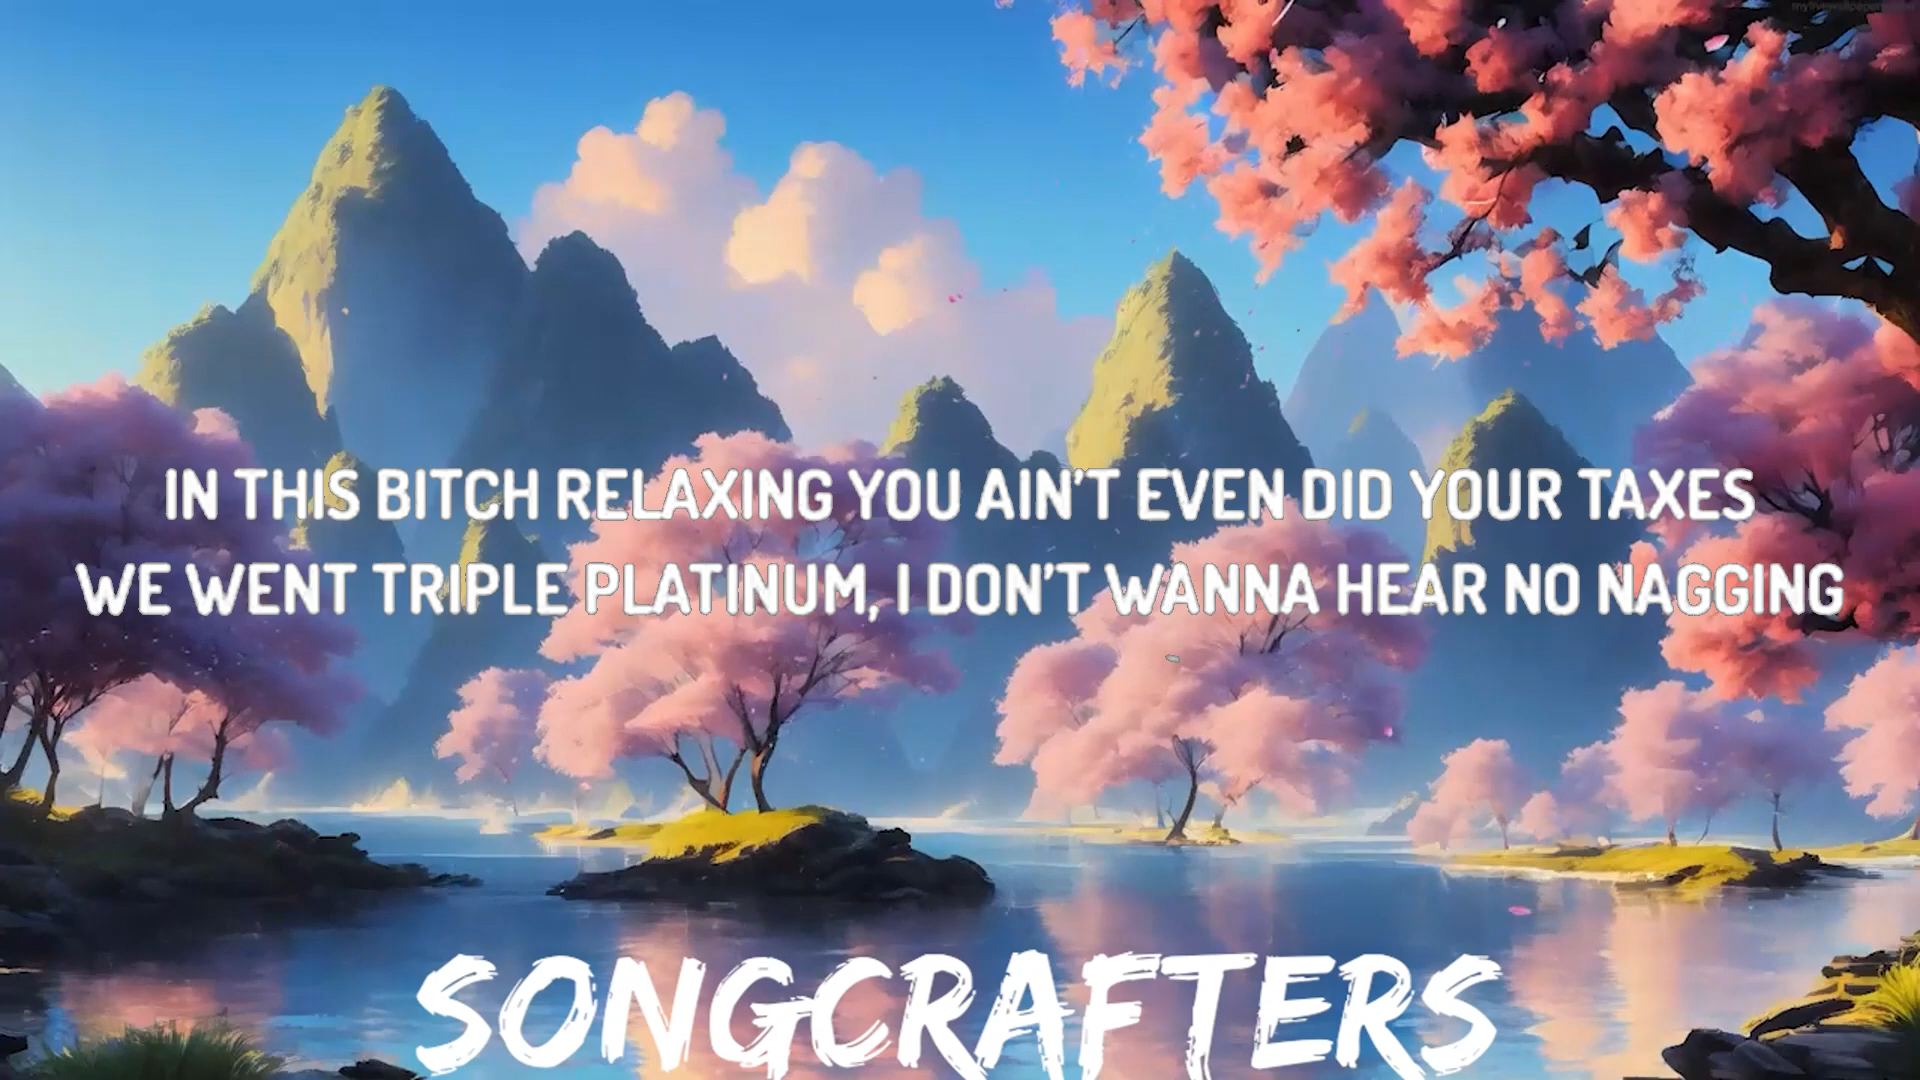 IN THIS BITCH RELAXING YOU AIN'T EVEN DID YOUR TAXES
WE WENT TRIPLE PLATINUM, I DON'T WANNA HEAR NO NAGGING
SONGCRAFTERS